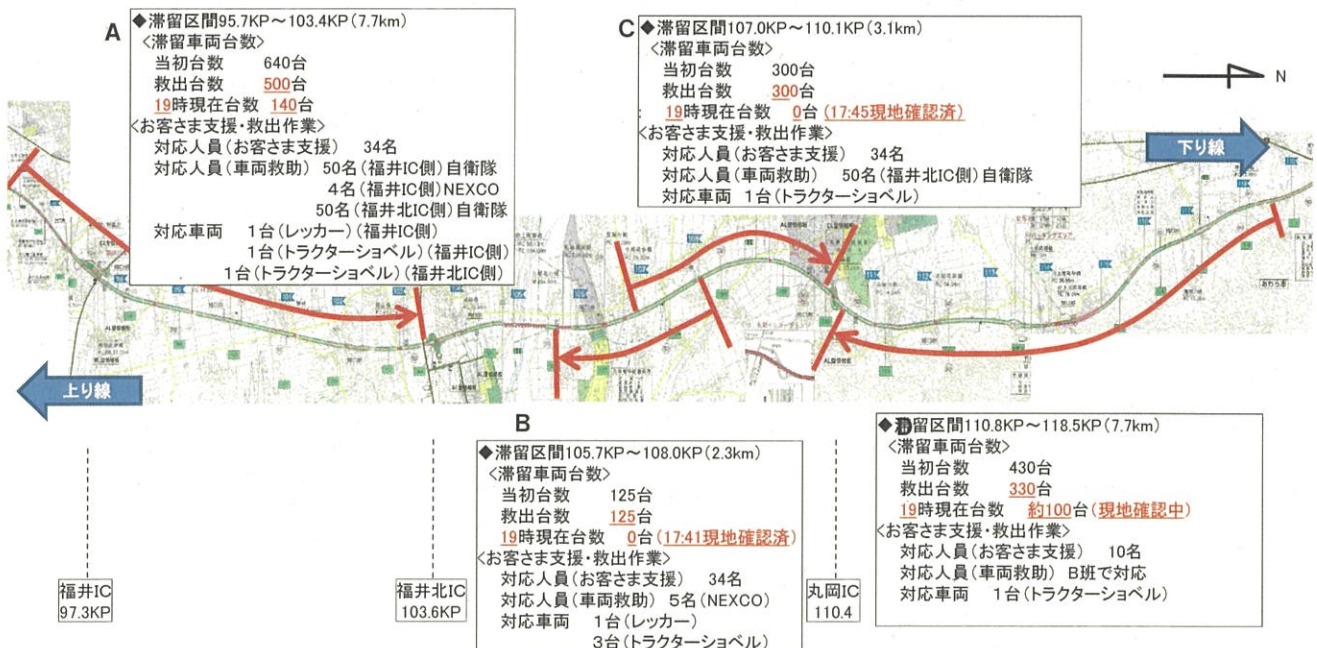 A
◆滞留区間95.7KP～103.4KP(7.7km)
<滞留車両台数>
当初台数 640台
救出台数 500台
19時現在台数 140台
<お客さま支援・救出作業>
対応人員(お客さま支援) 34名
対応人員(車両救助) 50名(福井IC側)自衛隊
4名(福井IC側)NEXCO
50名(福井北IC側)自衛隊
対応車両 1台(レッカー)(福井IC側)
1台(トラクターショベル)(福井IC側)
1台(トラクターショベル)(福井北IC側)
C
◆滞留区間107.0KP～110.1KP(3.1km)
<滞留車両台数>
当初台数 300台
救出台数 300台
19時現在台数 0台(17:45現地確認済)
<お客さま支援・救出作業>
対応人員(お客さま支援) 34名
対応人員(車両救助) 50名(福井北IC側)自衛隊
対応車両 1台(トラクターショベル)
N
下り線
上り線
B
◆滞留区間105.7KP～108.0KP(2.3km)
<滞留車両台数>
当初台数 125台
救出台数 125台
19時現在台数 0台(17:41現地確認済)
<お客さま支援・救出作業>
対応人員(お客さま支援) 34名
対応人員(車両救助) 5名(NEXCO)
対応車両 1台(レッカー)
3台(トラクターショベル)
D
◆滞留区間110.8KP～118.5KP(7.7km)
<滞留車両台数>
当初台数 430台
救出台数 330台
19時現在台数 約100台(現地確認中)
<お客さま支援・救出作業>
対応人員(お客さま支援) 10名
対応人員(車両救助) B班で対応
対応車両 1台(トラクターショベル)
福井IC
97.3KP
福井北IC
103.6KP
丸岡IC
110.4